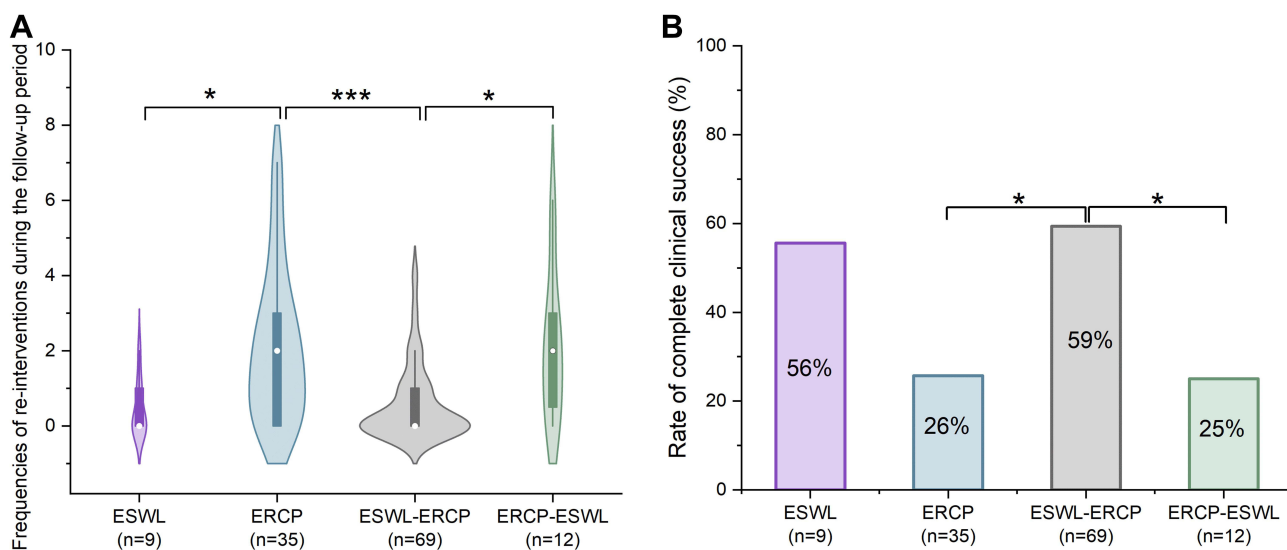 A
Frequencies of re-interventions during the follow-up period
10
8
6
4
2
0
*
***
*
ESWL
(n=9)
ERCP
(n=35)
ESWL-ERCP
(n=69)
ERCP-ESWL
(n=12)
B
Rate of complete clinical success (%)
100
80
60
40
20
0
*
*
56%
26%
59%
25%
ESWL
(n=9)
ERCP
(n=35)
ESWL-ERCP
(n=69)
ERCP-ESWL
(n=12)